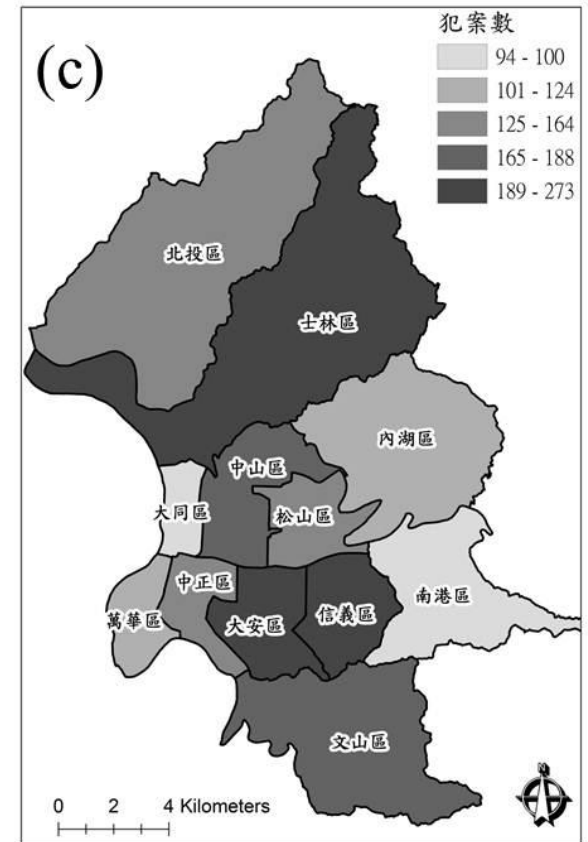 (c)
犯案數
94 - 100
101 - 124
125 - 164
165 - 188
189 - 273
北投區
士林區
內湖區
中山區
大同區
松山區
中正區
萬華區
大安區
信義區
南港區
文山區
N
0 2 4 Kilometers